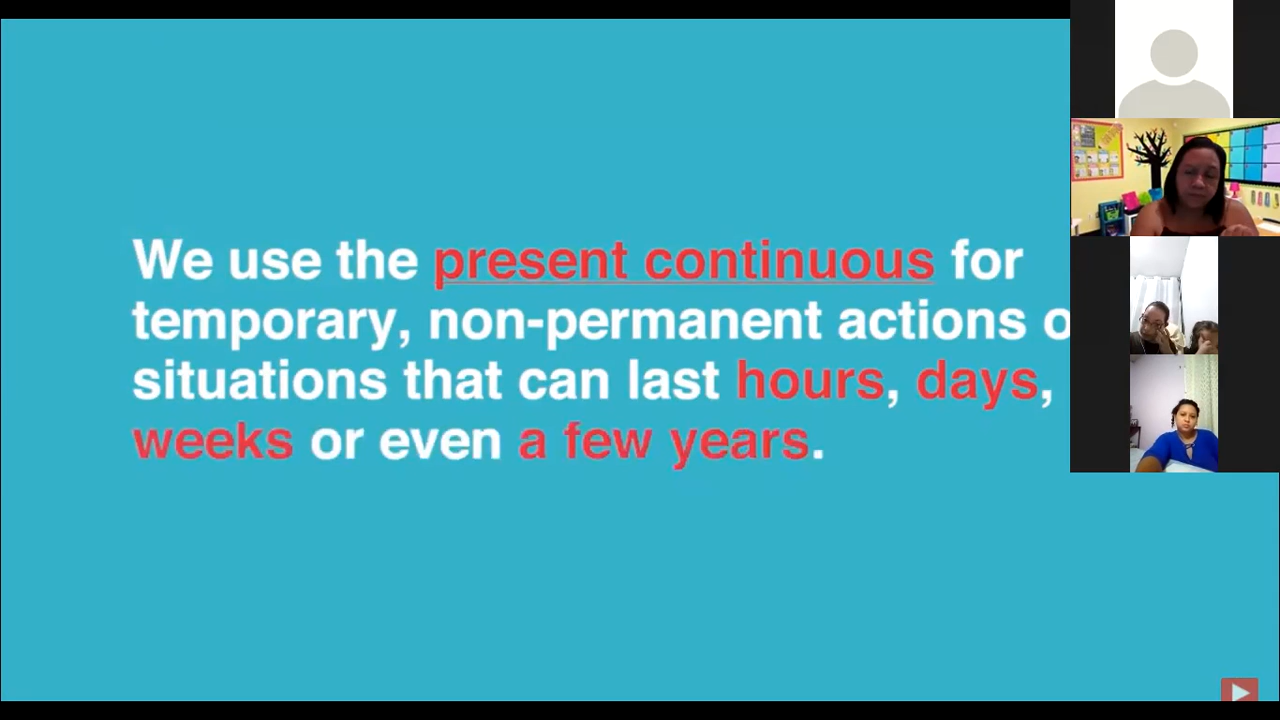 We use the present continuous for
temporary, non-permanent actions
situations that can last hours, days,
weeks or even a few years.